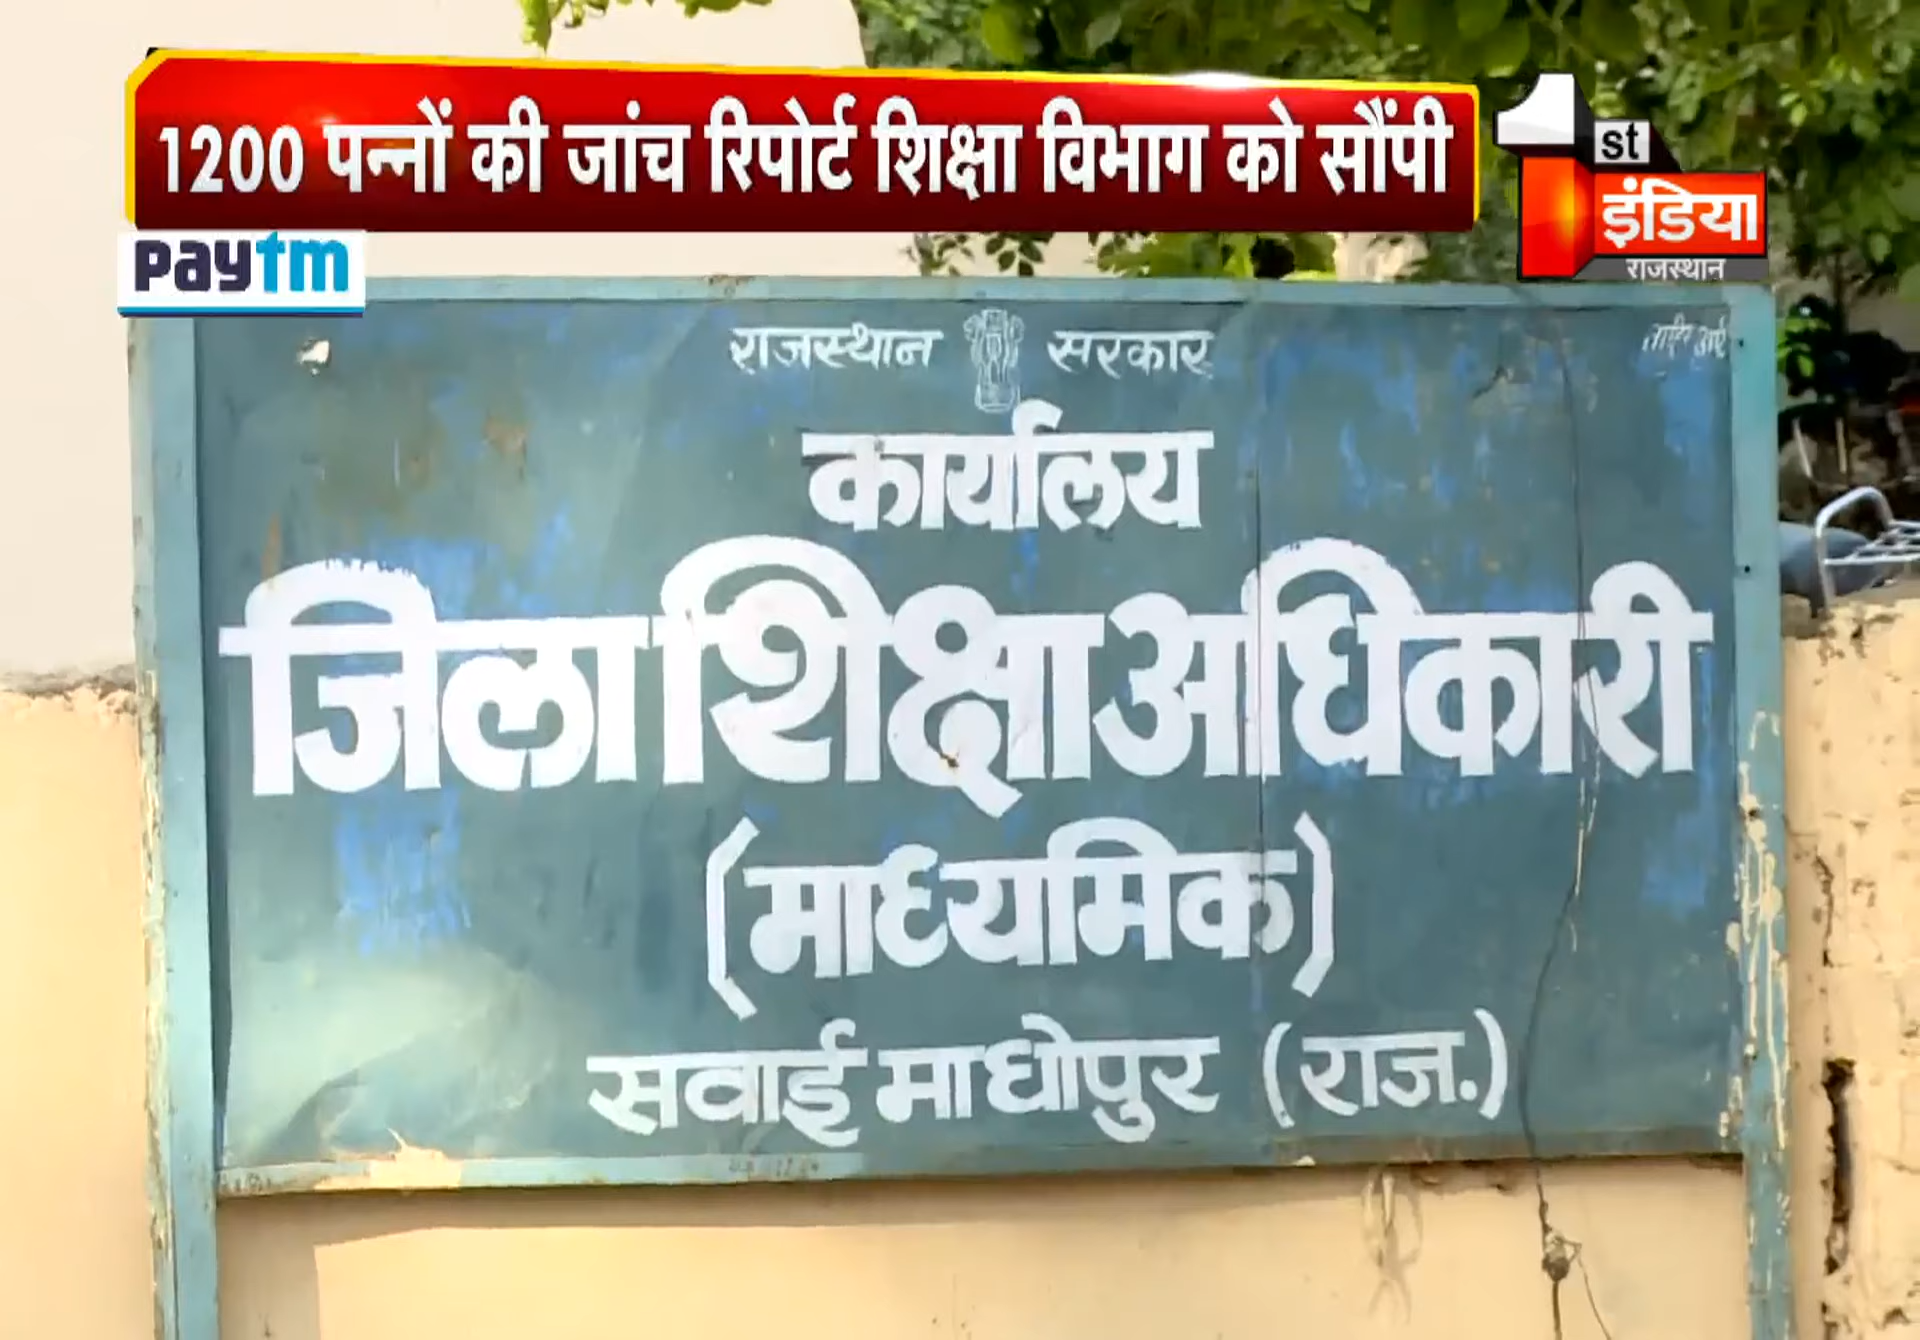 1200 पन्नों की जांच रिपोर्ट शिक्षा विभाग को सौंपी
1st
इंडिया
राजस्थान
paytm
राजस्थान सरकार
कार्यालय
जिला शिक्षा अधिकारी
(माध्यमिक)
सवाई माधोपुर (राज.)